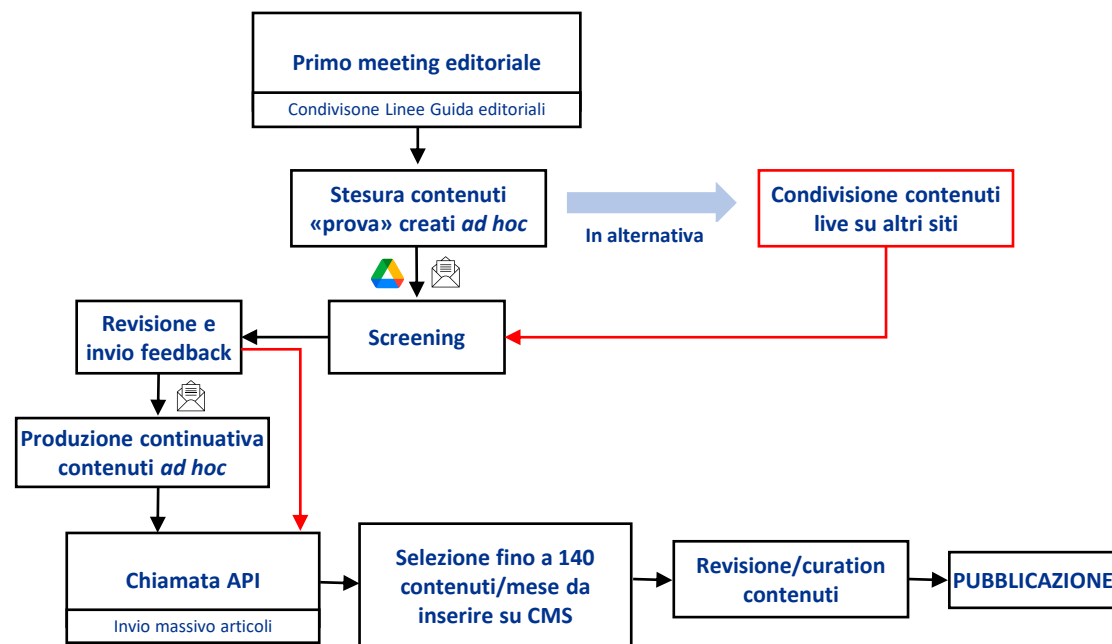 Primo meeting editoriale
Condivisone Linee Guida editoriali
Stesura contenuti
«prova» creati ad hoc
In alternativa
Condivisione contenuti
live su altri siti
Revisione e
invio feedback
Screening
Produzione continuativa
contenuti ad hoc
Chiamata API
Invio massivo articoli
Selezione fino a 140
contenuti/mese da
inserire su CMS
Revisione/curation
contenuti
PUBBLICAZIONE